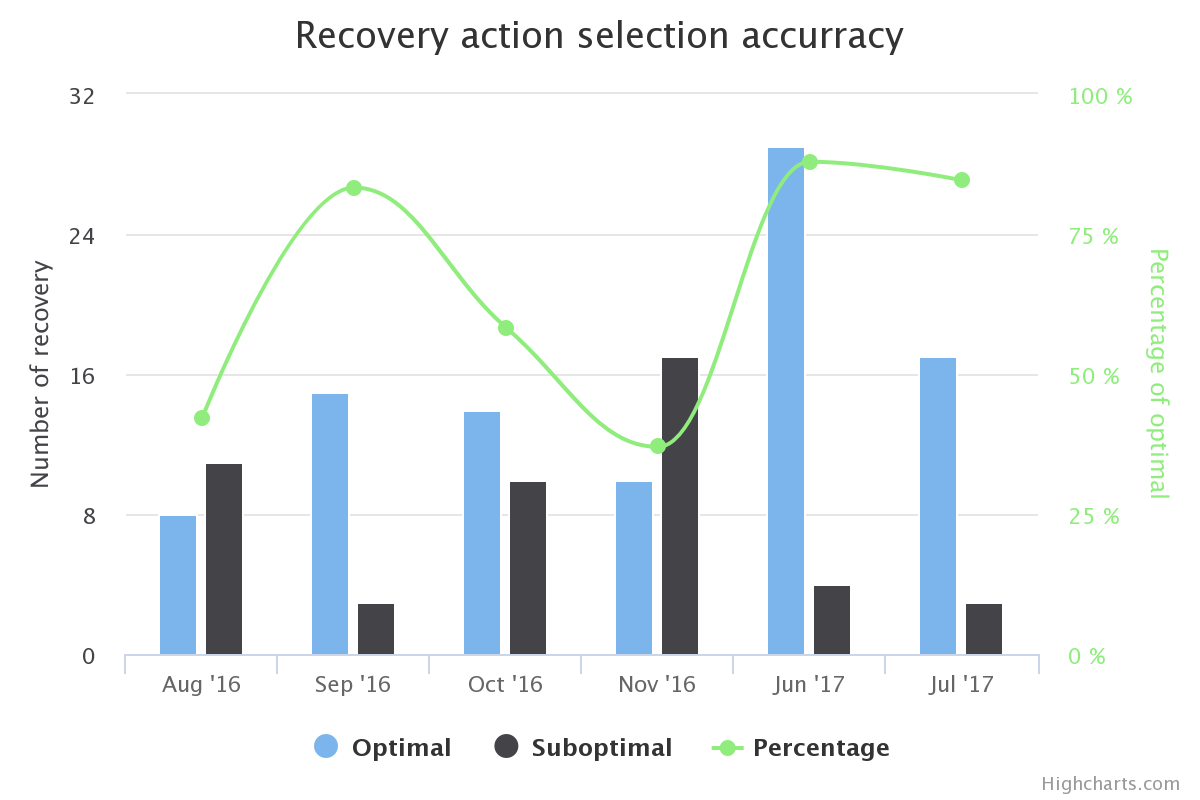 Recovery action selection accurracy
32
24
16
8
0
Number of recovery
100 %
75 %
50 %
25 %
0 %
Percentage of optimal
Aug '16 Sep '16 Oct '16 Nov '16 Jun '17 Jul '17
Optimal Suboptimal Percentage
Highcharts.com